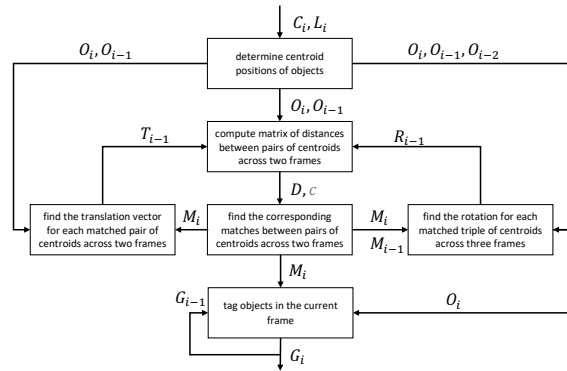 C_i, L_i
O_i, O_{i-1}
determine centroid
positions of objects
O_i, O_{i-1}, O_{i-2}
O_i, O_{i-1}
T_{i-1}
compute matrix of distances
between pairs of centroids
across two frames
R_{i-1}
D, c
find the translation vector
for each matched pair of
centroids across two frames
M_i
find the corresponding
matches between pairs of
centroids across two frames
M_i
M_{i-1}
find the rotation for each
matched triple of centroids
across three frames
M_i
G_{i-1}
tag objects in the current
frame
O_i
G_i